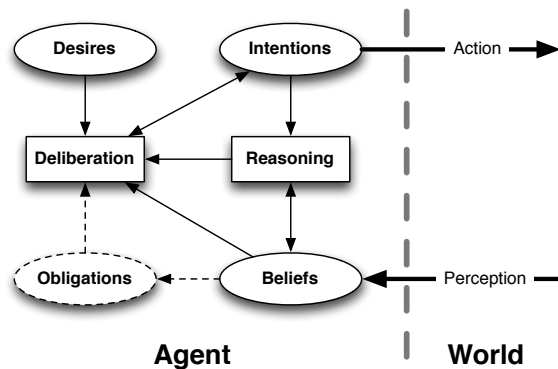 Desires
Intentions
Action
Deliberation
Reasoning
Obligations
Beliefs
Perception
Agent
World